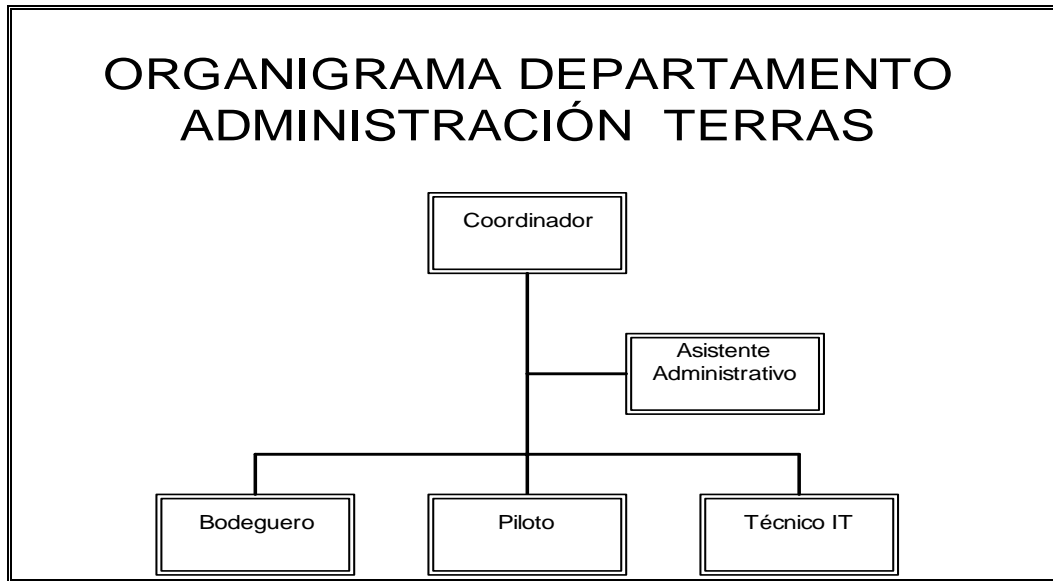 ORGANIGRAMA DEPARTAMENTO
ADMINISTRACIÓN TERRAS
Coordinador
Asistente
Administrativo
Bodeguero
Piloto
Técnico IT